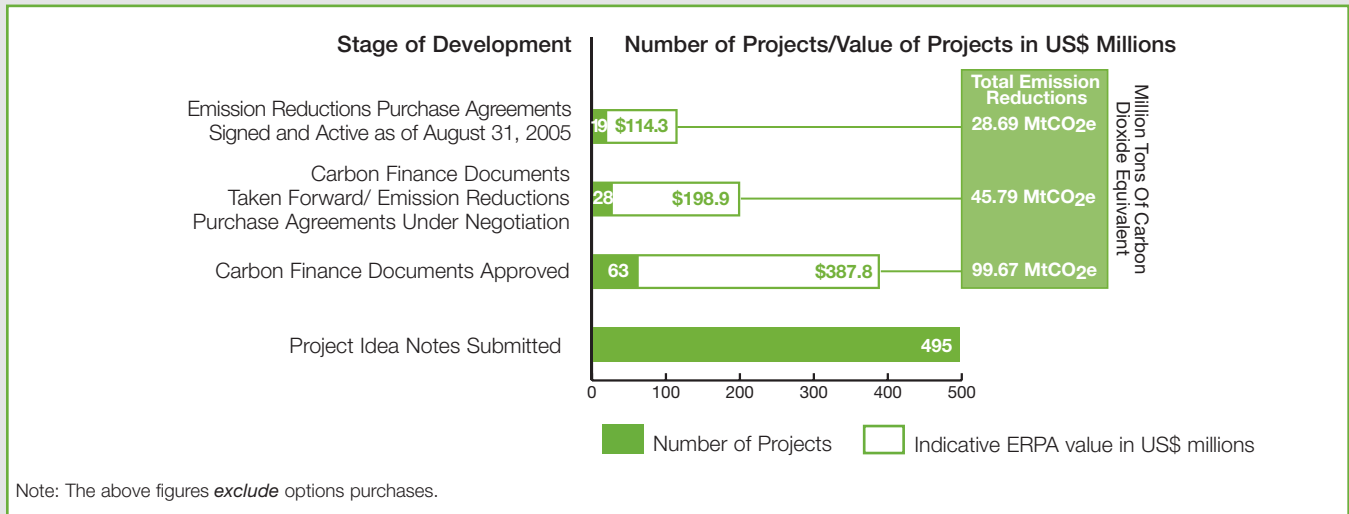 Stage of Development
Number of Projects/Value of Projects in US$ Millions
Total Emission
Reductions
Million Tons Of Carbon
Dioxide Equivalent
Emission Reductions Purchase Agreements
Signed and Active as of August 31, 2005
19 $114.3
28.69 MtCO2e
Carbon Finance Documents
Taken Forward/ Emission Reductions
Purchase Agreements Under Negotiation
28 $198.9
45.79 MtCO2e
Carbon Finance Documents Approved
63 $387.8
99.67 MtCO2e
Project Idea Notes Submitted
495
0 100 200 300 400 500
Number of Projects
Indicative ERPA value in US$ millions
Note: The above figures exclude options purchases.